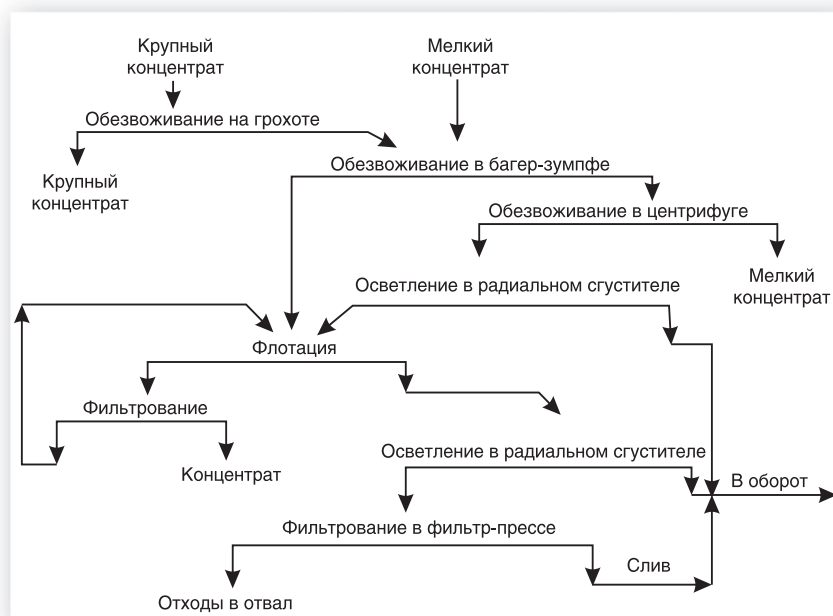 Крупный
концентрат
Мелкий
концентрат
Обезвоживание на грохоте
Крупный
концентрат
Обезвоживание в багер-зумпфе
Обезвоживание в центрифуге
Мелкий
концентрат
Осветление в радиальном сгустителе
Флотация
Фильтрование
Концентрат
Осветление в радиальном сгустителе
В оборот
Фильтрование в фильтр-прессе
Слив
Отходы в отвал